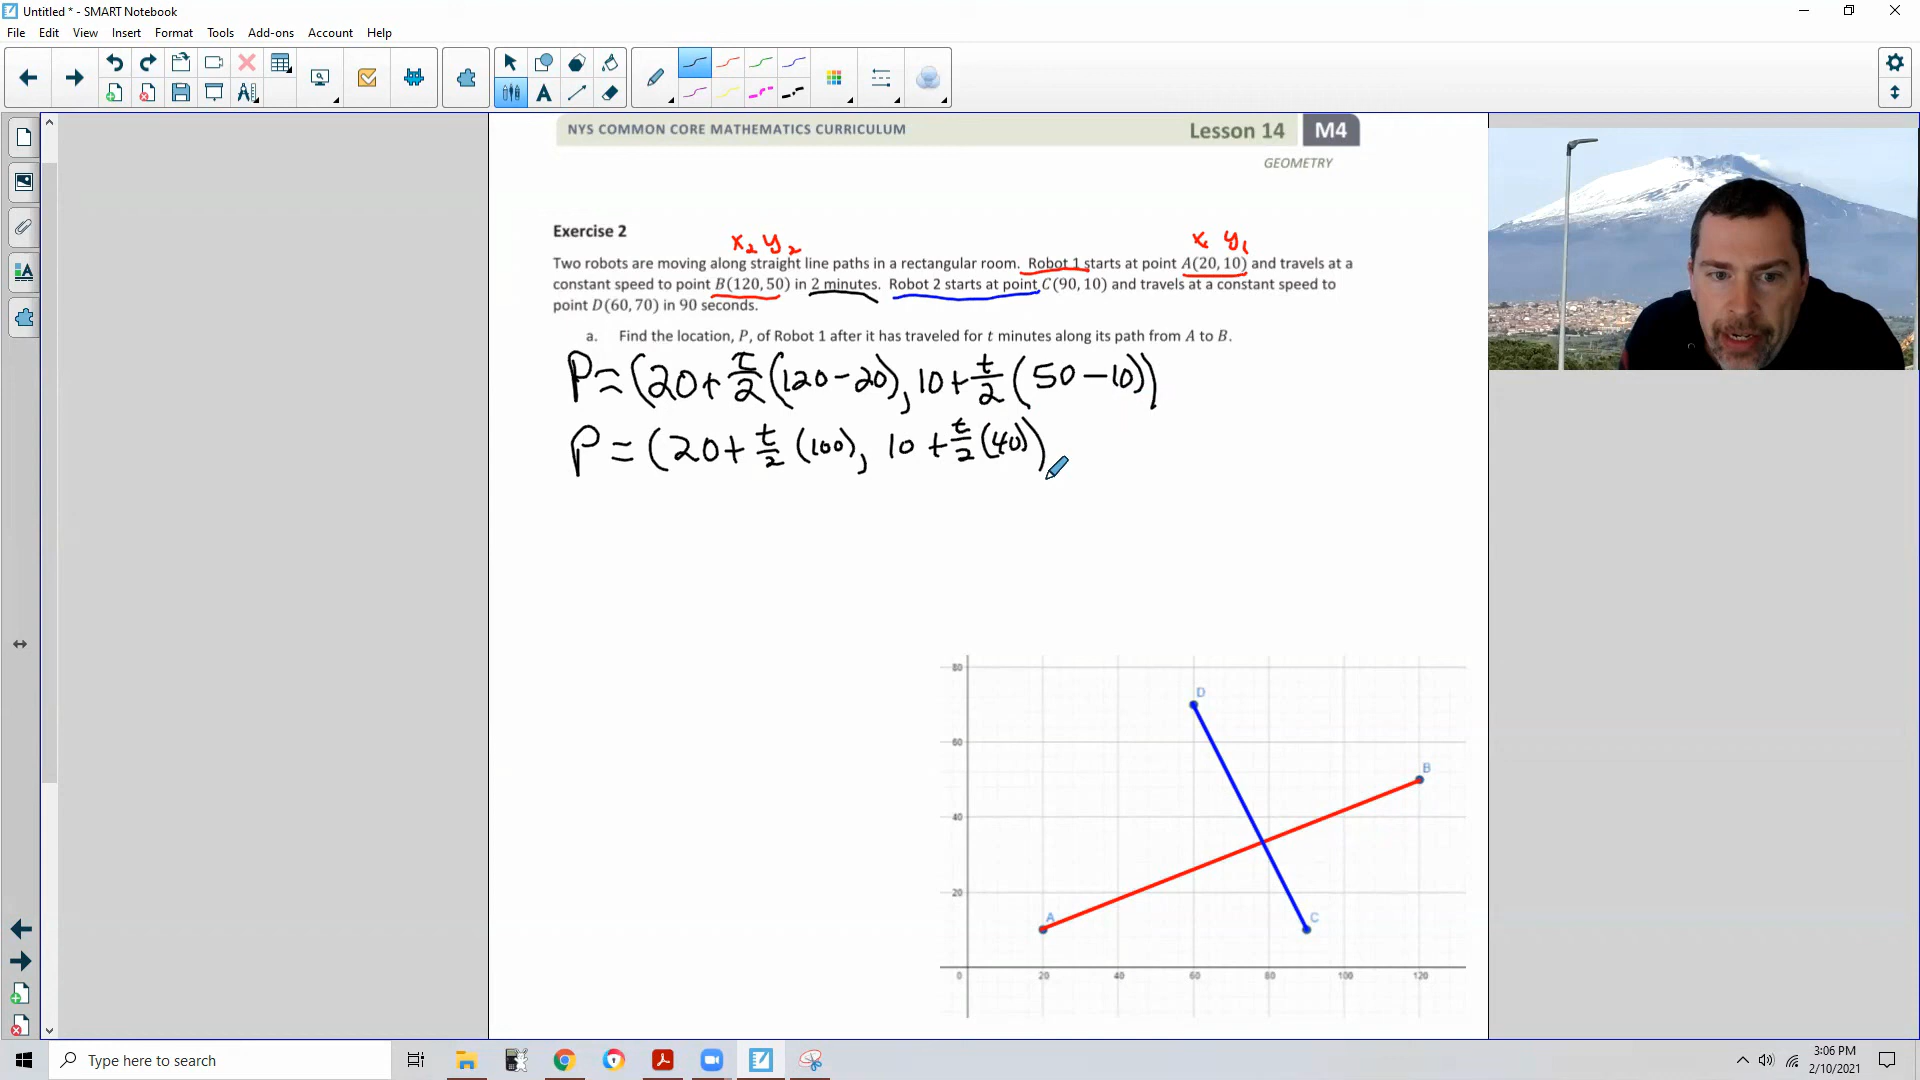 Untitled * - SMART Notebook
File Edit View Insert Format Tools Add-ons Account Help
NYS COMMON CORE MATHEMATICS CURRICULUM Lesson 14 M4
GEOMETRY
Exercise 2
x₂ y₂ x₁ y₁
Two robots are moving along straight line paths in a rectangular room. Robot 1 starts at point A(20, 10) and travels at a
constant speed to point B(120, 50) in 2 minutes. Robot 2 starts at point C(90, 10) and travels at a constant speed to
point D(60, 70) in 90 seconds.
a. Find the location, P, of Robot 1 after it has traveled for t minutes along its path from A to B.
P = (20 + t/2 (120 - 20), 10 + t/2 (50 - 10))
P = (20 + t/2 (100), 10 + t/2 (40))
80
D
60
B
40
20
A C
0 20 40 60 80 100 120
Type here to search
3:06 PM
2/10/2021